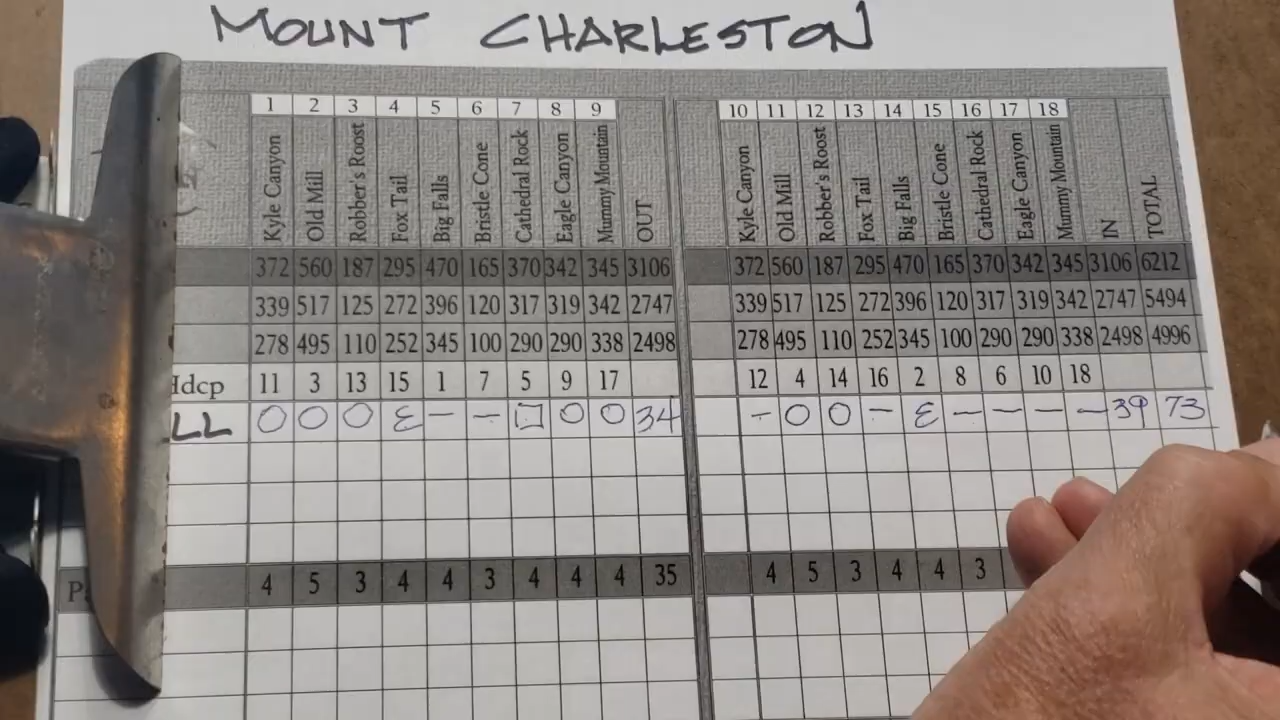 MOUNT CHARLESTON
1 2 3 4 5 6 7 8 9 10 11 12 13 14 15 16 17 18
Kyle Canyon Old Mill Robber's Roost Fox Tail Big Falls Bristle Cone Cathedral Rock Eagle Canyon Mummy Mountain OUT Kyle Canyon Old Mill Robber's Roost Fox Tail Big Falls Bristle Cone Cathedral Rock Eagle Canyon Mummy Mountain IN TOTAL
372 560 187 295 470 165 370 342 345 3106 372 560 187 295 470 165 370 342 345 3106 6212
339 517 125 272 396 120 317 319 342 2747 339 517 125 272 396 120 317 319 342 2747 5494
278 495 110 252 345 100 290 290 338 2498 278 495 110 252 345 100 290 290 338 2498 4996
Hdcp 11 3 13 15 1 7 5 9 17 12 4 14 16 2 8 6 10 18
LL O O O E — — □ O O 34 — O O — E — — — — 39 73
4 5 3 4 4 3 4 4 4 35 4 5 3 4 4 3